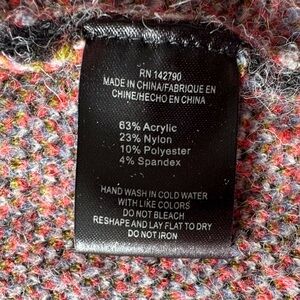 RN 142790
MADE IN CHINA/FABRIQUE EN
CHINE/HECHO EN CHINA
63% Acrylic
23% Nylon
10% Polyester
4% Spandex
HAND WASH IN COLD WATER
WITH LIKE COLORS
DO NOT BLEACH
RESHAPE AND LAY FLAT TO DRY
DO NOT IRON